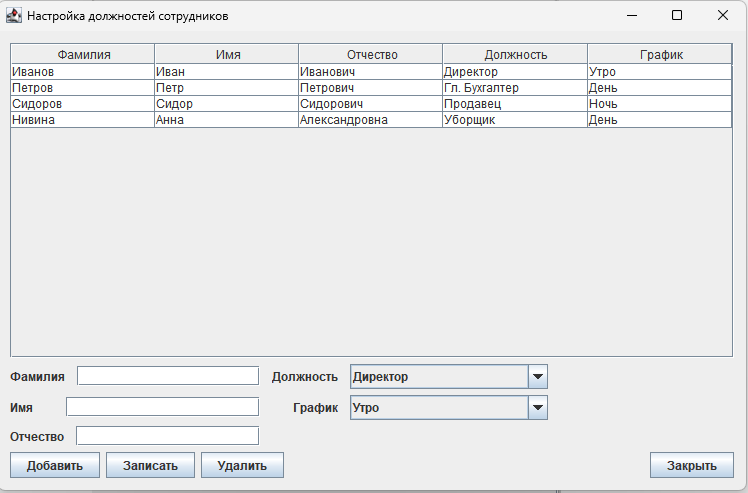 Настройка должностей сотрудников
Фамилия Имя Отчество Должность График
Иванов Иван Иванович Директор Утро
Петров Петр Петрович Гл. Бухгалтер День
Сидоров Сидор Сидорович Продавец Ночь
Нивина Анна Александровна Уборщик День
Фамилия Должность Директор
Имя График Утро
Отчество
Добавить Записать Удалить Закрыть